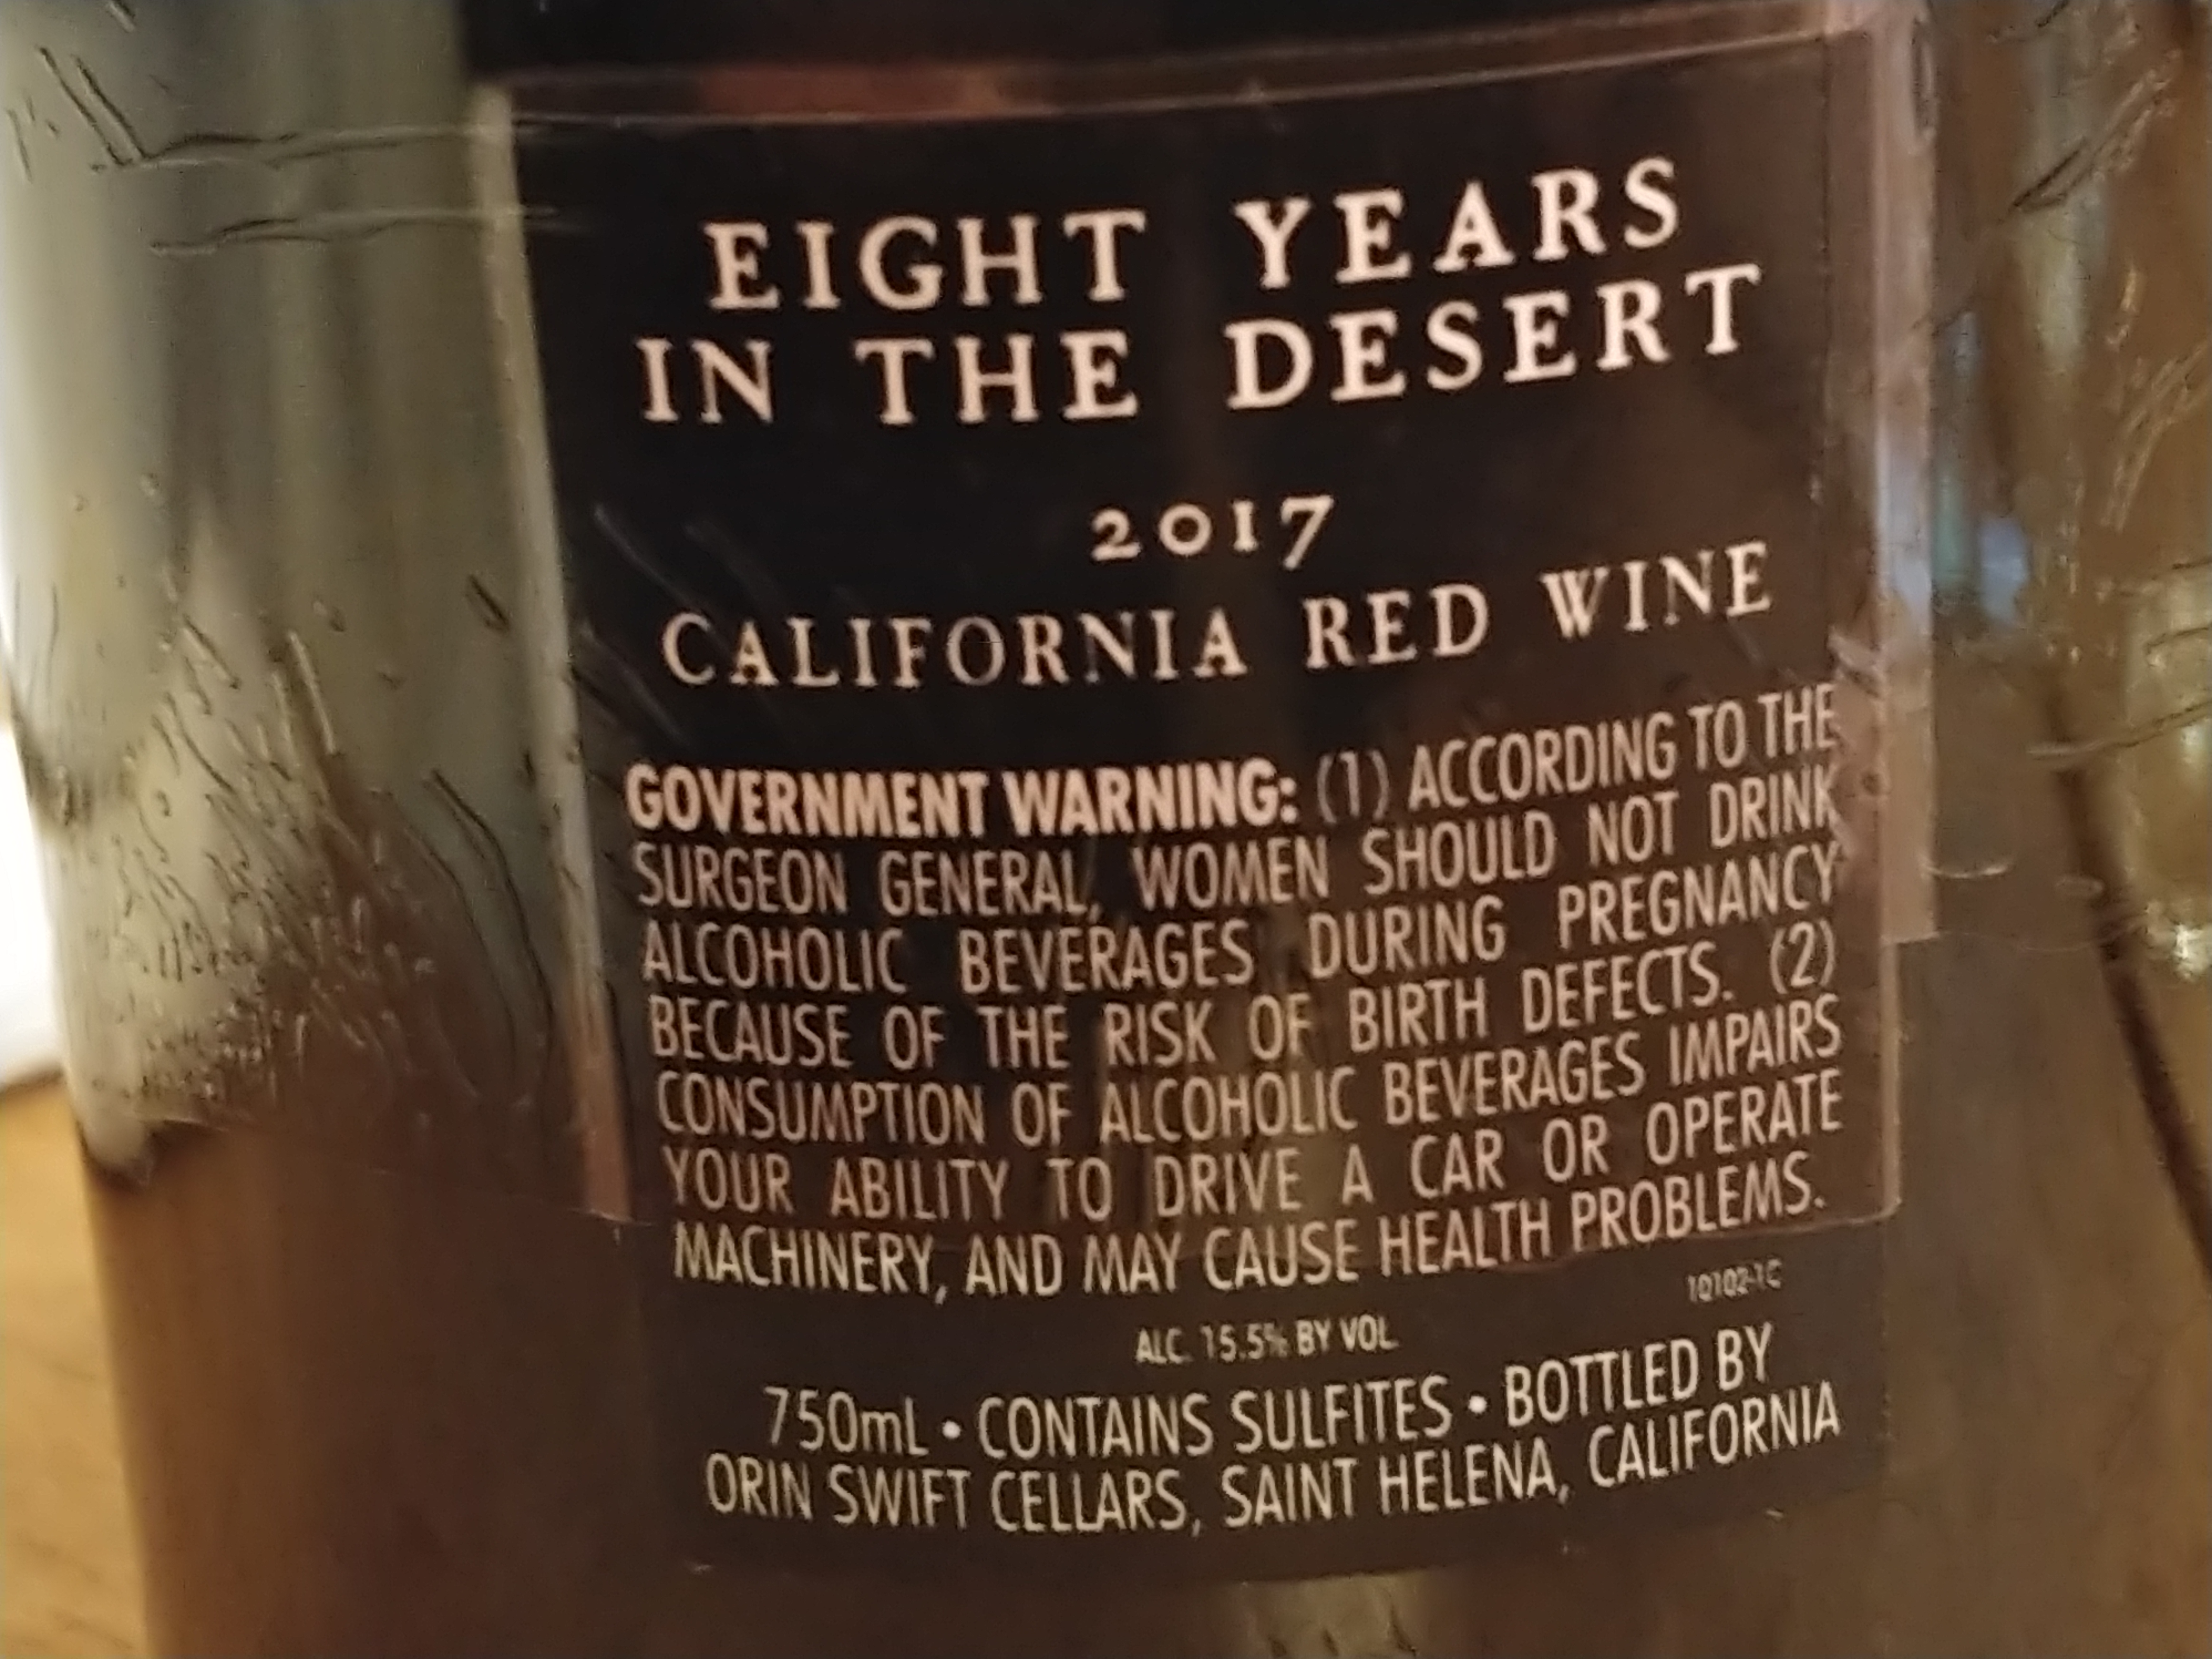 EIGHT YEARS
IN THE DESERT
2017
CALIFORNIA RED WINE
GOVERNMENT WARNING: (1) ACCORDING TO THE
SURGEON GENERAL, WOMEN SHOULD NOT DRINK
ALCOHOLIC BEVERAGES DURING PREGNANCY
BECAUSE OF THE RISK OF BIRTH DEFECTS. (2)
CONSUMPTION OF ALCOHOLIC BEVERAGES IMPAIRS
YOUR ABILITY TO DRIVE A CAR OR OPERATE
MACHINERY, AND MAY CAUSE HEALTH PROBLEMS.
10102-1C
ALC. 15.5% BY VOL
750mL • CONTAINS SULFITES • BOTTLED BY
ORIN SWIFT CELLARS, SAINT HELENA, CALIFORNIA